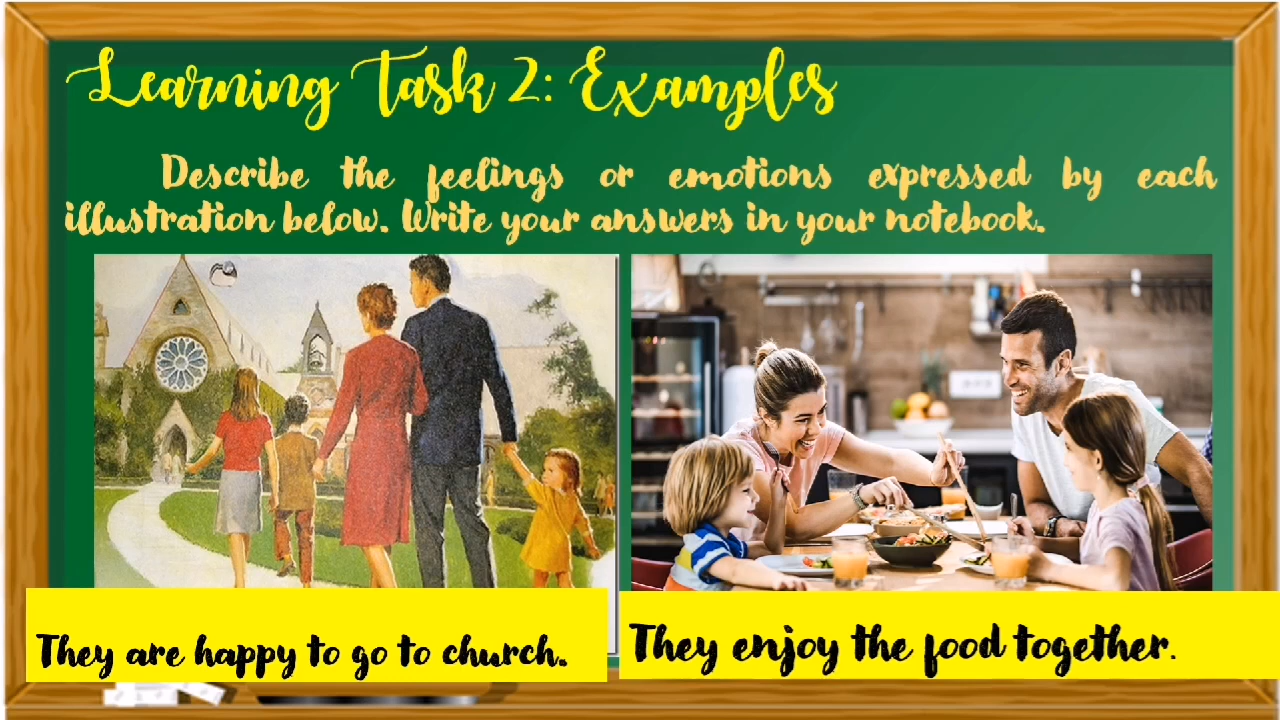 Learning Task 2: Examples
Describe the feelings or emotions expressed by each
illustration below. Write your answers in your notebook.
They are happy to go to church.
They enjoy the food together.